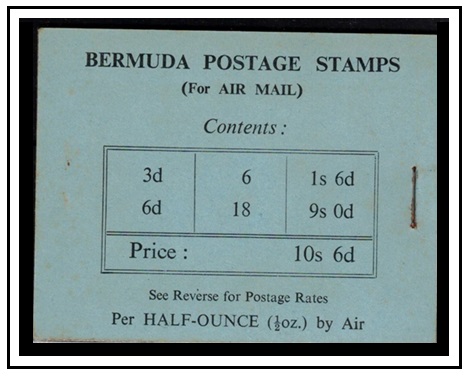 BERMUDA POSTAGE STAMPS
(For AIR MAIL)
Contents :
3d 6 1s 6d
6d 18 9s 0d
Price : 10s 6d
See Reverse for Postage Rates
Per HALF-OUNCE (½oz.) by Air